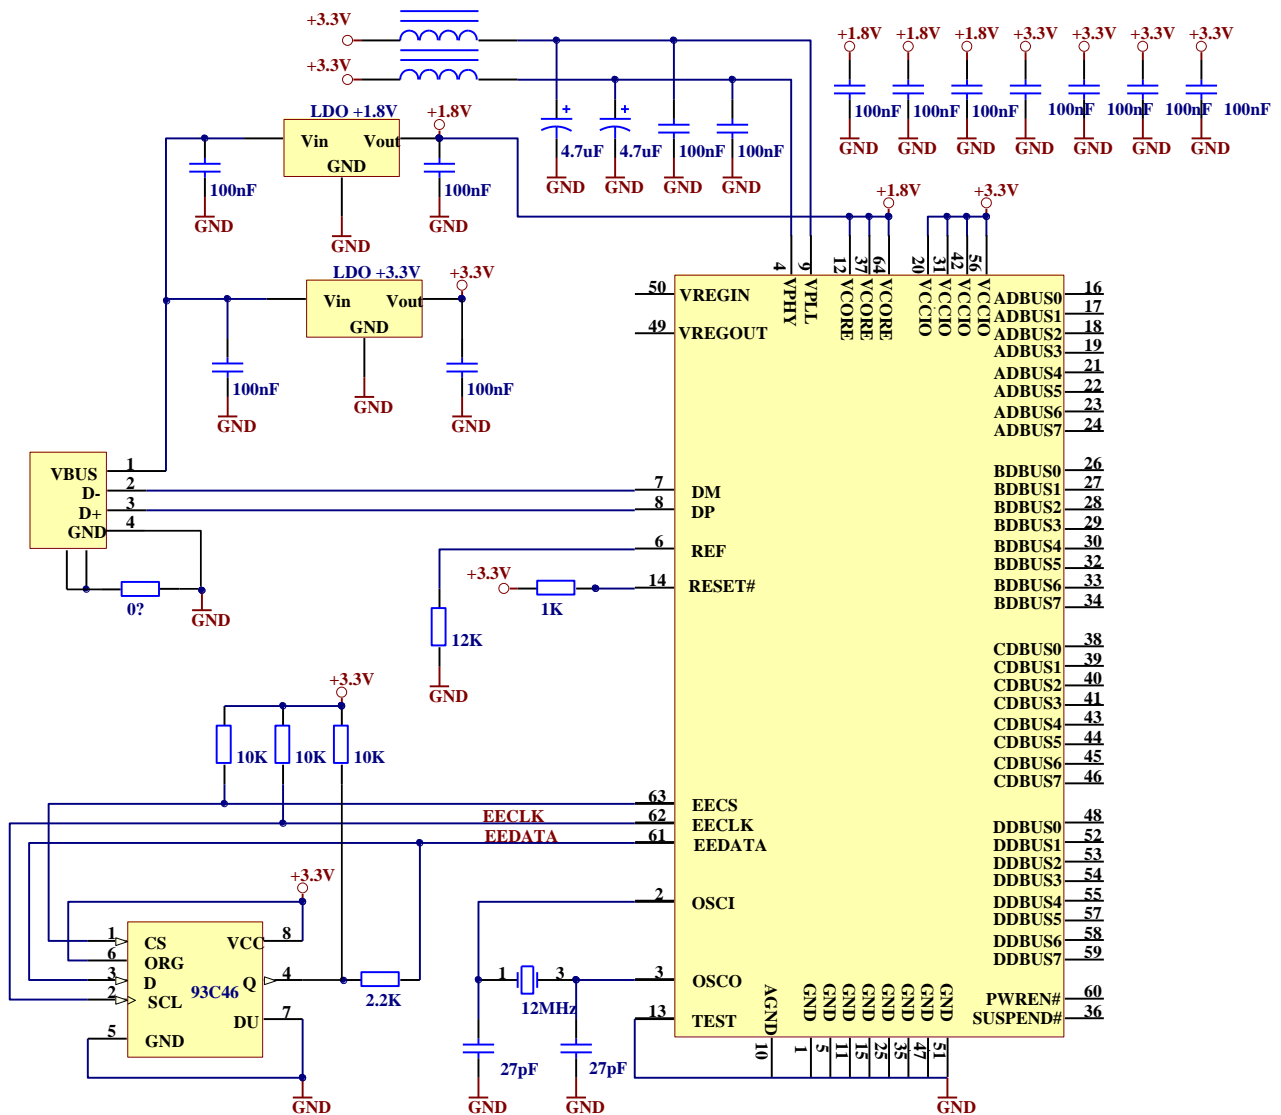 +3.3V
+3.3V
+1.8V +1.8V +1.8V +3.3V +3.3V +3.3V +3.3V
100nF 100nF 100nF 100nF 100nF 100nF 100nF
GND GND GND GND GND GND GND
LDO +1.8V
+1.8V
Vin Vout
GND
100nF
100nF
GND
GND
GND
+ +
4.7uF 4.7uF 100nF 100nF
GND GND GND GND
LDO +3.3V
+3.3V
Vin Vout
GND
100nF
100nF
GND
GND
GND
+1.8V
+3.3V
4 9 12 37 64 20 31 42 56
VPHY VPLL VCORE VCORE VCORE VCCIO VCCIO VCCIO VCCIO
50 VREGIN
49 VREGOUT
ADBUS0 16
ADBUS1 17
ADBUS2 18
ADBUS3 19
ADBUS4 21
ADBUS5 22
ADBUS6 23
ADBUS7 24
VBUS 1
D- 2
D+ 3
GND 4
0?
GND
7 DM
8 DP
6 REF
14 RESET#
+3.3V
1K
12K
GND
BDBUS0 26
BDBUS1 27
BDBUS2 28
BDBUS3 29
BDBUS4 30
BDBUS5 32
BDBUS6 33
BDBUS7 34
CDBUS0 38
CDBUS1 39
CDBUS2 40
CDBUS3 41
CDBUS4 43
CDBUS5 44
CDBUS6 45
CDBUS7 46
+3.3V
10K 10K 10K
63 EECS
EECLK 62 EECLK
EEDATA 61 EEDATA
DDBUS0 48
DDBUS1 52
DDBUS2 53
DDBUS3 54
DDBUS4 55
DDBUS5 57
DDBUS6 58
DDBUS7 59
+3.3V
1 CS
6 ORG
3 D
2 SCL
5 GND
93C46
VCC 8
Q 4
DU 7
2.2K
GND
2 OSCI
3 OSCO
13 TEST
1 3
12MHz
27pF 27pF
GND GND
PWREN# 60
SUSPEND# 36
AGND GND GND GND GND GND GND GND GND
10 1 5 11 15 25 35 47 51
GND